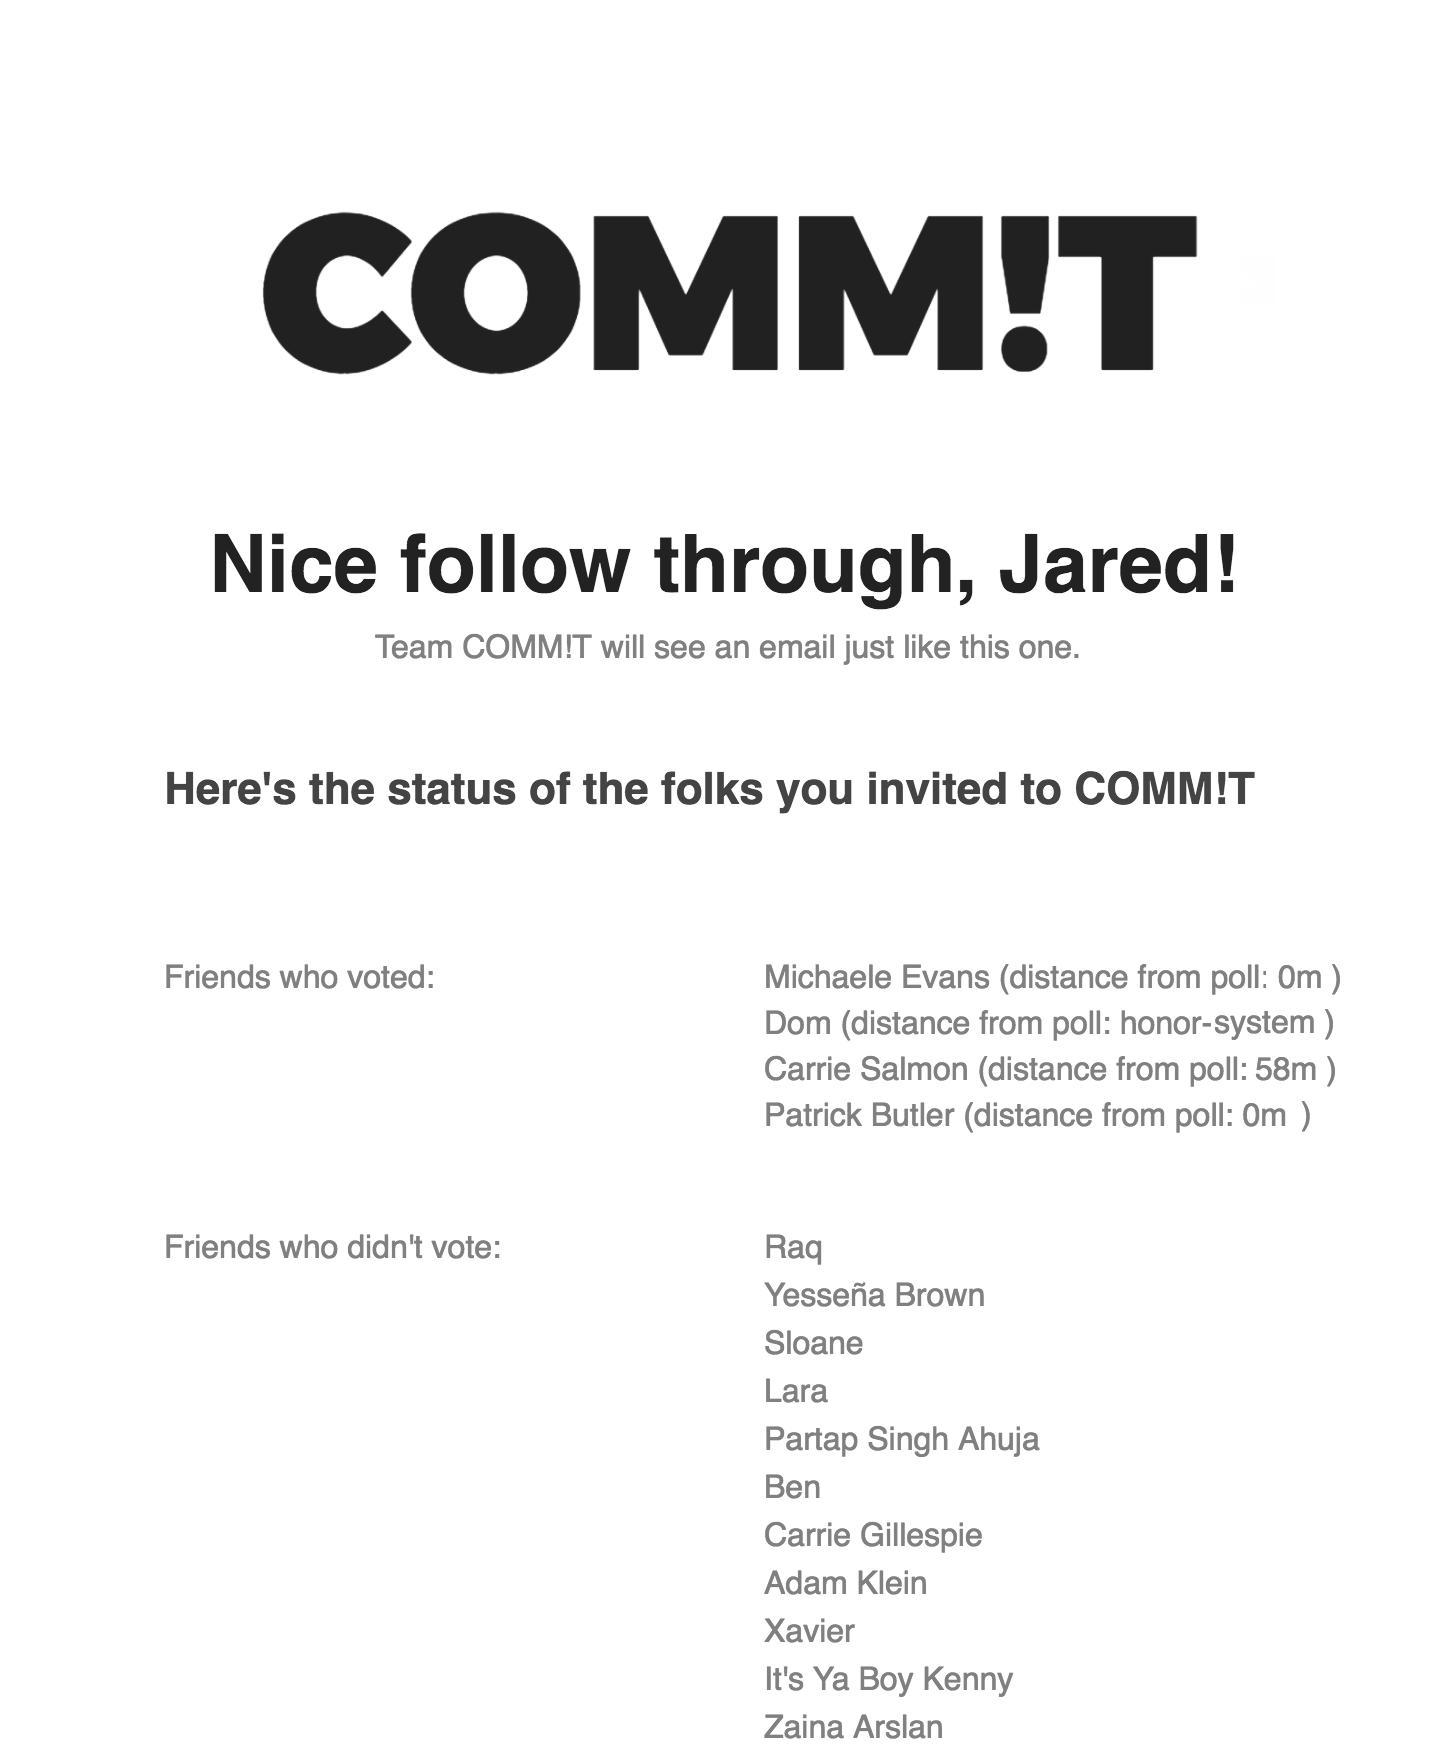 COMM!T
Nice follow through, Jared!
Team COMM!T will see an email just like this one.
Here's the status of the folks you invited to COMM!T
Friends who voted:
Michaele Evans (distance from poll: 0m )
Dom (distance from poll: honor-system )
Carrie Salmon (distance from poll: 58m )
Patrick Butler (distance from poll: 0m )
Friends who didn't vote:
Raq
Yesseña Brown
Sloane
Lara
Partap Singh Ahuja
Ben
Carrie Gillespie
Adam Klein
Xavier
It's Ya Boy Kenny
Zaina Arslan